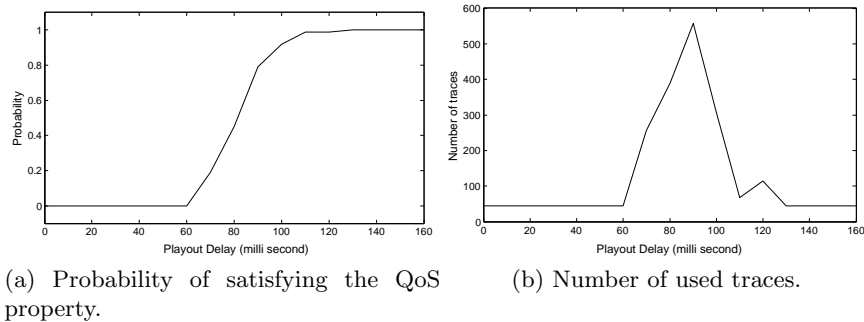 1
0.8
0.6
0.4
0.2
0
Probability
0 20 40 60 80 100 120 140 160
Playout Delay (milli second)
(a) Probability of satisfying the QoS
property.
600
500
400
300
200
100
0
Number of traces
0 20 40 60 80 100 120 140 160
Playout Delay (milli second)
(b) Number of used traces.